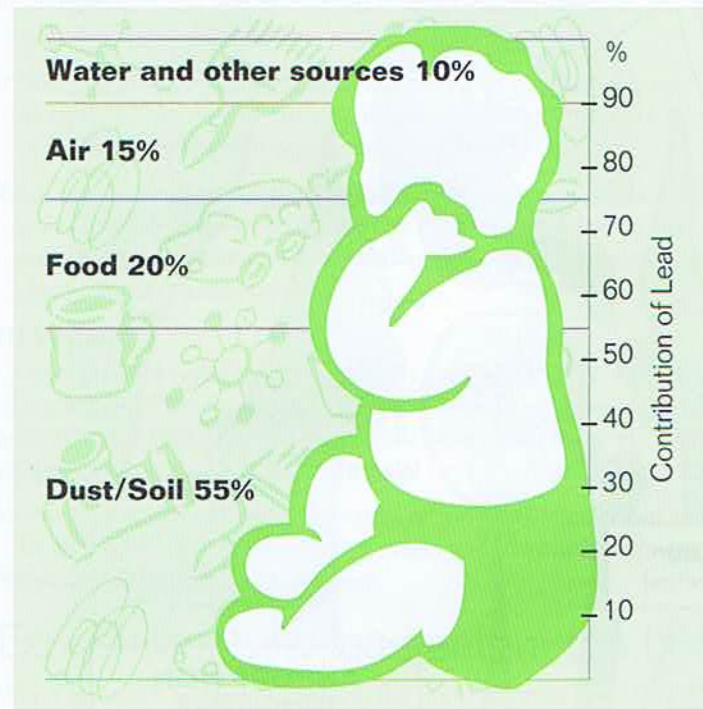 %
Water and other sources 10%
90
Air 15%
80
70
Food 20%
60
50
40
Dust/Soil 55%
30
20
10
Contribution of Lead